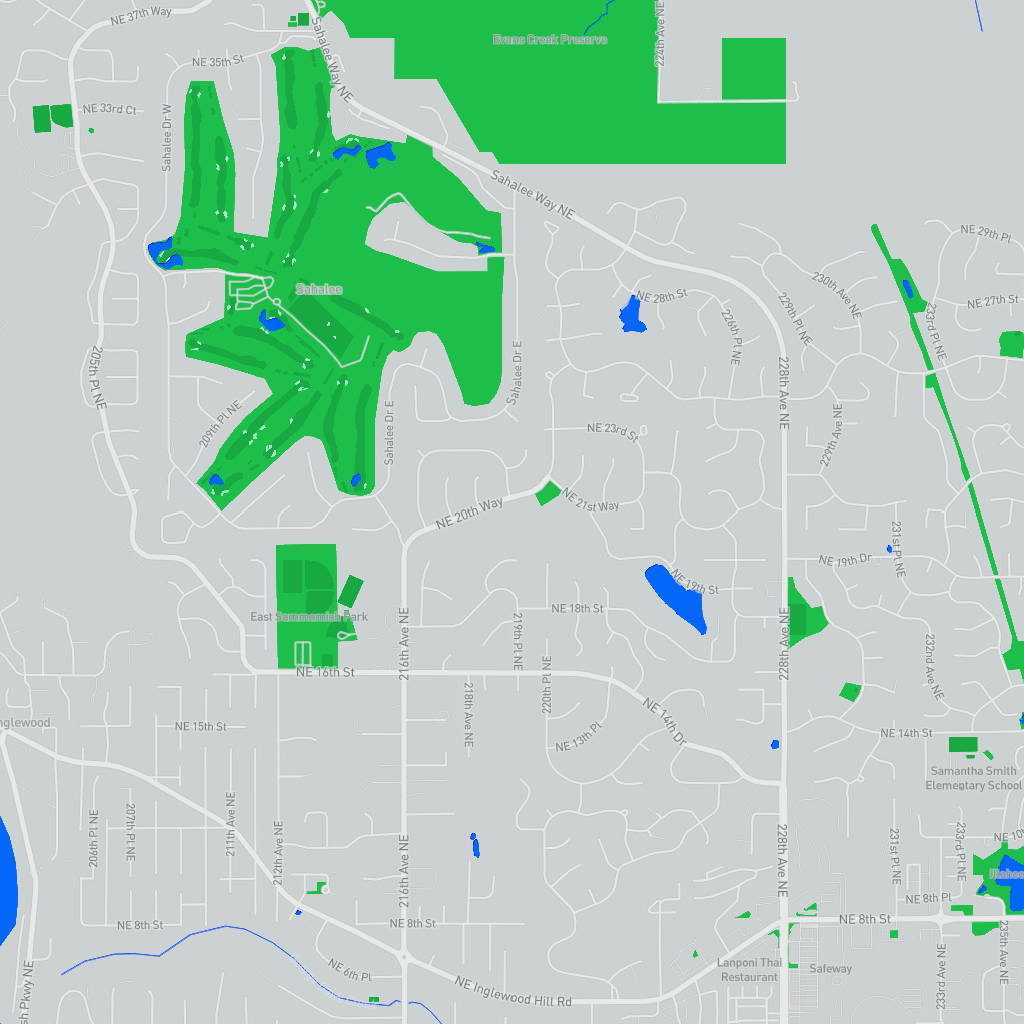 NE 37th Way
Sahalee Way NE
Evans Creek Preserve
224th Ave NE
NE 35th St
NE 33rd Ct
Sahalee Dr W
Sahalee Way NE
NE 29th Pl
230th Ave NE
NE 28th St
229th Pl NE
NE 27th St
Sahalee
226th Pl NE
233rd Pl NE
205th Pl NE
Sahalee Dr E
228th Ave NE
209th Pl NE
Sahalee Dr E
229th Ave NE
NE 23rd St
NE 20th Way
NE 21st Way
231st Pl NE
NE 19th Dr
NE 19th St
East Sammamish Park
216th Ave NE
219th Pl NE
NE 18th St
228th Ave NE
232nd Ave NE
NE 16th St
218th Ave NE
220th Pl NE
NE 14th Dr
nglewood
NE 15th St
NE 13th Pl
NE 14th St
Samantha Smith
Elementary School
206th Pl NE
207th Pl NE
211th Ave NE
212th Ave NE
216th Ave NE
228th Ave NE
231st Pl NE
233rd Pl NE
NE 10t
Illahee
NE 8th Pl
NE 8th St
NE 8th St
NE 8th St
235th Ave NE
NE 6th Pl
Lanponi Thai
Restaurant
Safeway
233rd Ave NE
sh Pkwy NE
NE Inglewood Hill Rd